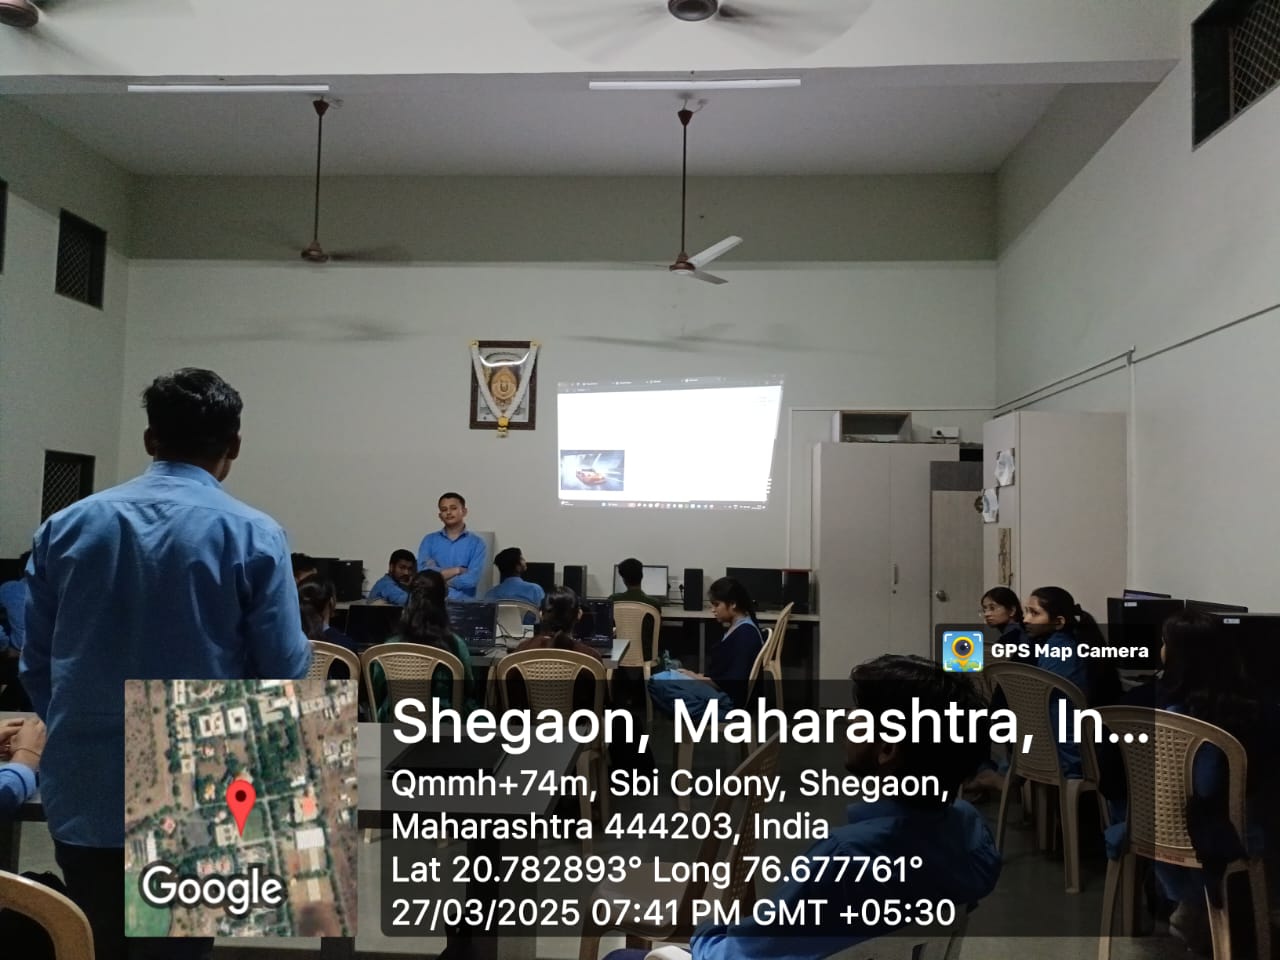 GPS Map Camera
Shegaon, Maharashtra, In...
Qmmh+74m, Sbi Colony, Shegaon,
Maharashtra 444203, India
Lat 20.782893° Long 76.677761°
27/03/2025 07:41 PM GMT +05:30
Google